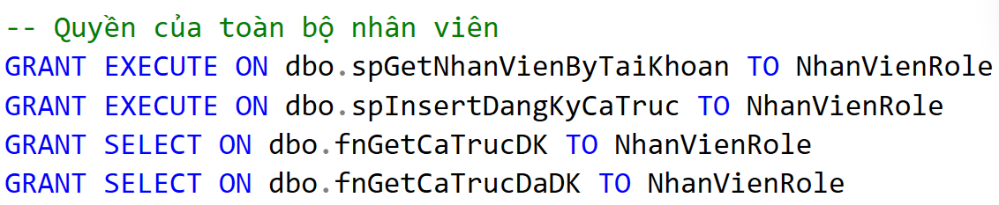 -- Quyền của toàn bộ nhân viên
GRANT EXECUTE ON dbo.spGetNhanVienByTaiKhoan TO NhanVienRole
GRANT EXECUTE ON dbo.spInsertDangKyCaTruc TO NhanVienRole
GRANT SELECT ON dbo.fnGetCaTrucDK TO NhanVienRole
GRANT SELECT ON dbo.fnGetCaTrucDaDK TO NhanVienRole